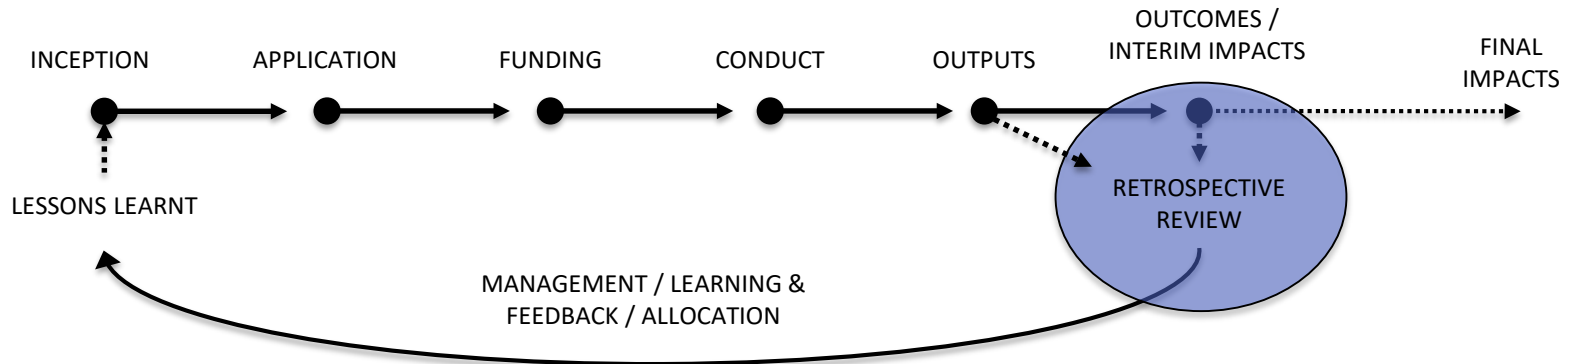 INCEPTION
APPLICATION
FUNDING
CONDUCT
OUTPUTS
OUTCOMES /
INTERIM IMPACTS
FINAL
IMPACTS
LESSONS LEARNT
RETROSPECTIVE
REVIEW
MANAGEMENT / LEARNING &
FEEDBACK / ALLOCATION